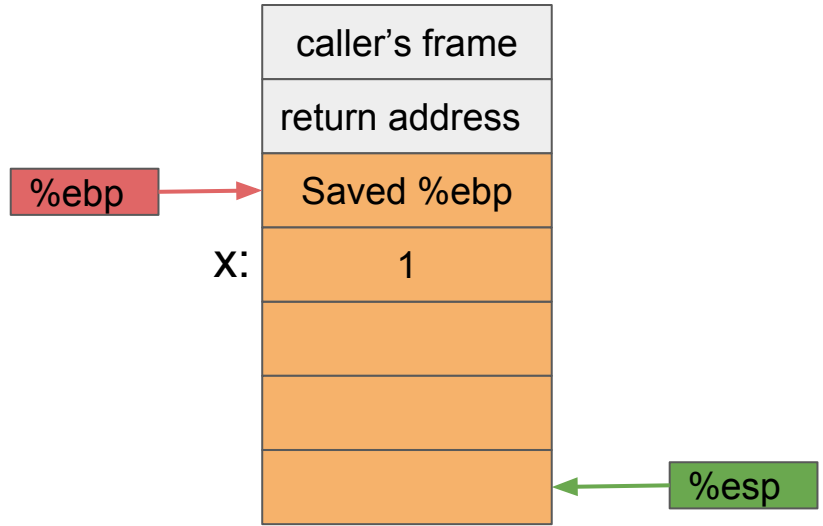 caller’s frame
return address
%ebp
Saved %ebp
x:
1
%esp